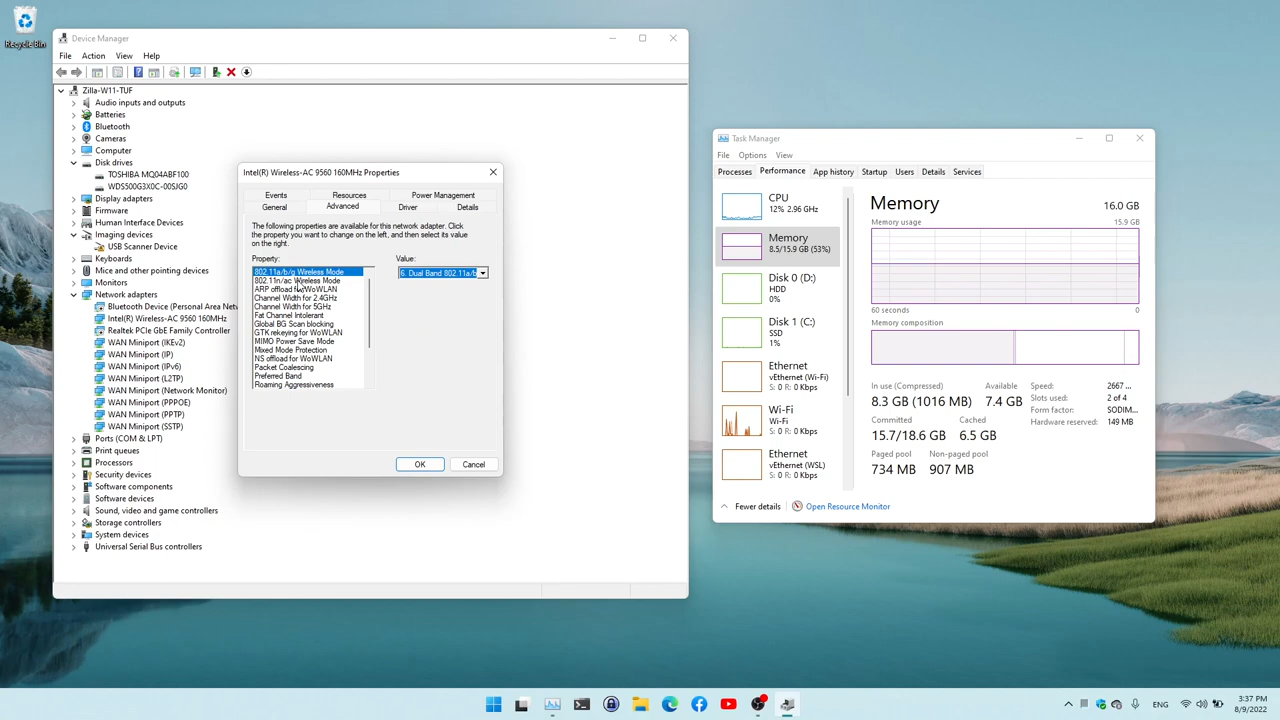 Recycle Bin
Device Manager
File Action View Help
Zilla-W11-TUF
Audio inputs and outputs
Batteries
Bluetooth
Cameras
Computer
Disk drives
TOSHIBA MQ04ABF100
WDS500G3X0C-00SJG0
Display adapters
Firmware
Human Interface Devices
Imaging devices
USB Scanner Device
Keyboards
Mice and other pointing devices
Monitors
Network adapters
Bluetooth Device (Personal Area Net
Intel(R) Wireless-AC 9560 160MHz
Realtek PCIe GbE Family Controller
WAN Miniport (IKEv2)
WAN Miniport (IP)
WAN Miniport (IPv6)
WAN Miniport (L2TP)
WAN Miniport (Network Monitor)
WAN Miniport (PPPOE)
WAN Miniport (PPTP)
WAN Miniport (SSTP)
Ports (COM & LPT)
Print queues
Processors
Security devices
Software components
Software devices
Sound, video and game controllers
Storage controllers
System devices
Universal Serial Bus controllers
Intel(R) Wireless-AC 9560 160MHz Properties
Events Resources Power Management
General Advanced Driver Details
The following properties are available for this network adapter. Click
the property you want to change on the left, and then select its value
on the right.
Property: Value:
802.11a/b/g Wireless Mode
6. Dual Band 802.11a/b
802.11n/ac Wireless Mode
ARP offload for WoWLAN
Channel Width for 2.4GHz
Channel Width for 5GHz
Fat Channel Intolerant
Global BG Scan blocking
GTK rekeying for WoWLAN
MIMO Power Save Mode
Mixed Mode Protection
NS offload for WoWLAN
Packet Coalescing
Preferred Band
Roaming Aggressiveness
OK Cancel
Task Manager
File Options View
Processes Performance App history Startup Users Details Services
CPU
12% 2.96 GHz
Memory
8.5/15.9 GB (53%)
Disk 0 (D:)
HDD
0%
Disk 1 (C:)
SSD
1%
Ethernet
vEthernet (Wi-Fi)
S: 0 R: 0 Kbps
Wi-Fi
Wi-Fi
S: 0 R: 0 Kbps
Ethernet
vEthernet (WSL)
S: 0 R: 0 Kbps
Memory 16.0 GB
Memory usage 15.9 GB
60 seconds 0
Memory composition
In use (Compressed) Available
8.3 GB (1016 MB) 7.4 GB
Committed Cached
15.7/18.6 GB 6.5 GB
Paged pool Non-paged pool
734 MB 907 MB
Speed: 2667 ...
Slots used: 2 of 4
Form factor: SODIM...
Hardware reserved: 149 MB
Fewer details Open Resource Monitor
ENG
3:37 PM
8/9/2022